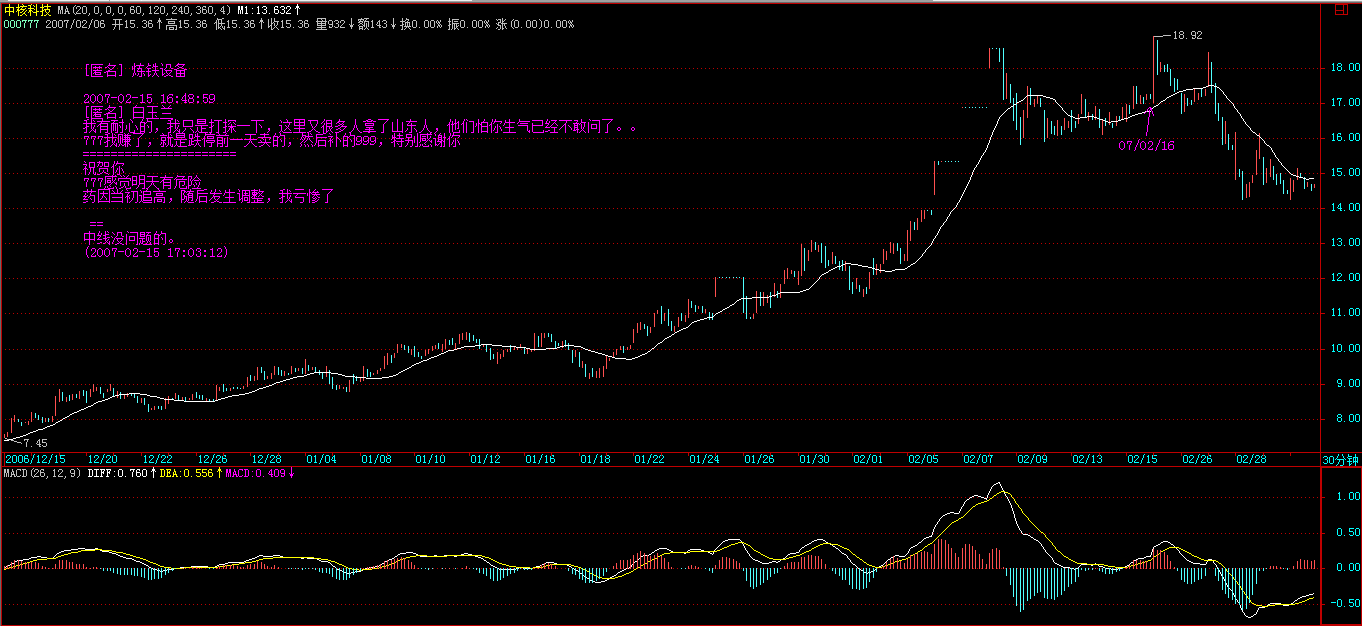 中核科技 MA(20,0,0,0,60,120,240,360,4) M1:13.632↑
000777 2007/02/06 开15.36↑高15.36 低15.36↑收15.36 量932↓额143↓换0.00% 振0.00% 涨(0.00)0.00%
[匿名] 炼铁设备
2007-02-15 16:48:59
[匿名] 白玉兰
我有耐心的，我只是打探一下，这里又很多人拿了山东人，他们怕你生气已经不敢问了。。
777我赚了，就是跌停前一天卖的，然后补的999，特别感谢你
======================
祝贺你
777感觉明天有危险
药因当初追高，随后发生调整，我亏惨了
==
中线没问题的。
(2007-02-15 17:03:12)
18.92
07/02/16
7.45
18.00
17.00
16.00
15.00
14.00
13.00
12.00
11.00
10.00
9.00
8.00
2006/12/15 12/20 12/22 12/26 12/28 01/04 01/08 01/10 01/12 01/16 01/18 01/22 01/24 01/26 01/30 02/01 02/05 02/07 02/09 02/13 02/15 02/26 02/28 30分钟
MACD(26,12,9) DIFF:0.760↑DEA:0.556↑MACD:0.409↓
1.00
0.50
0.00
-0.50